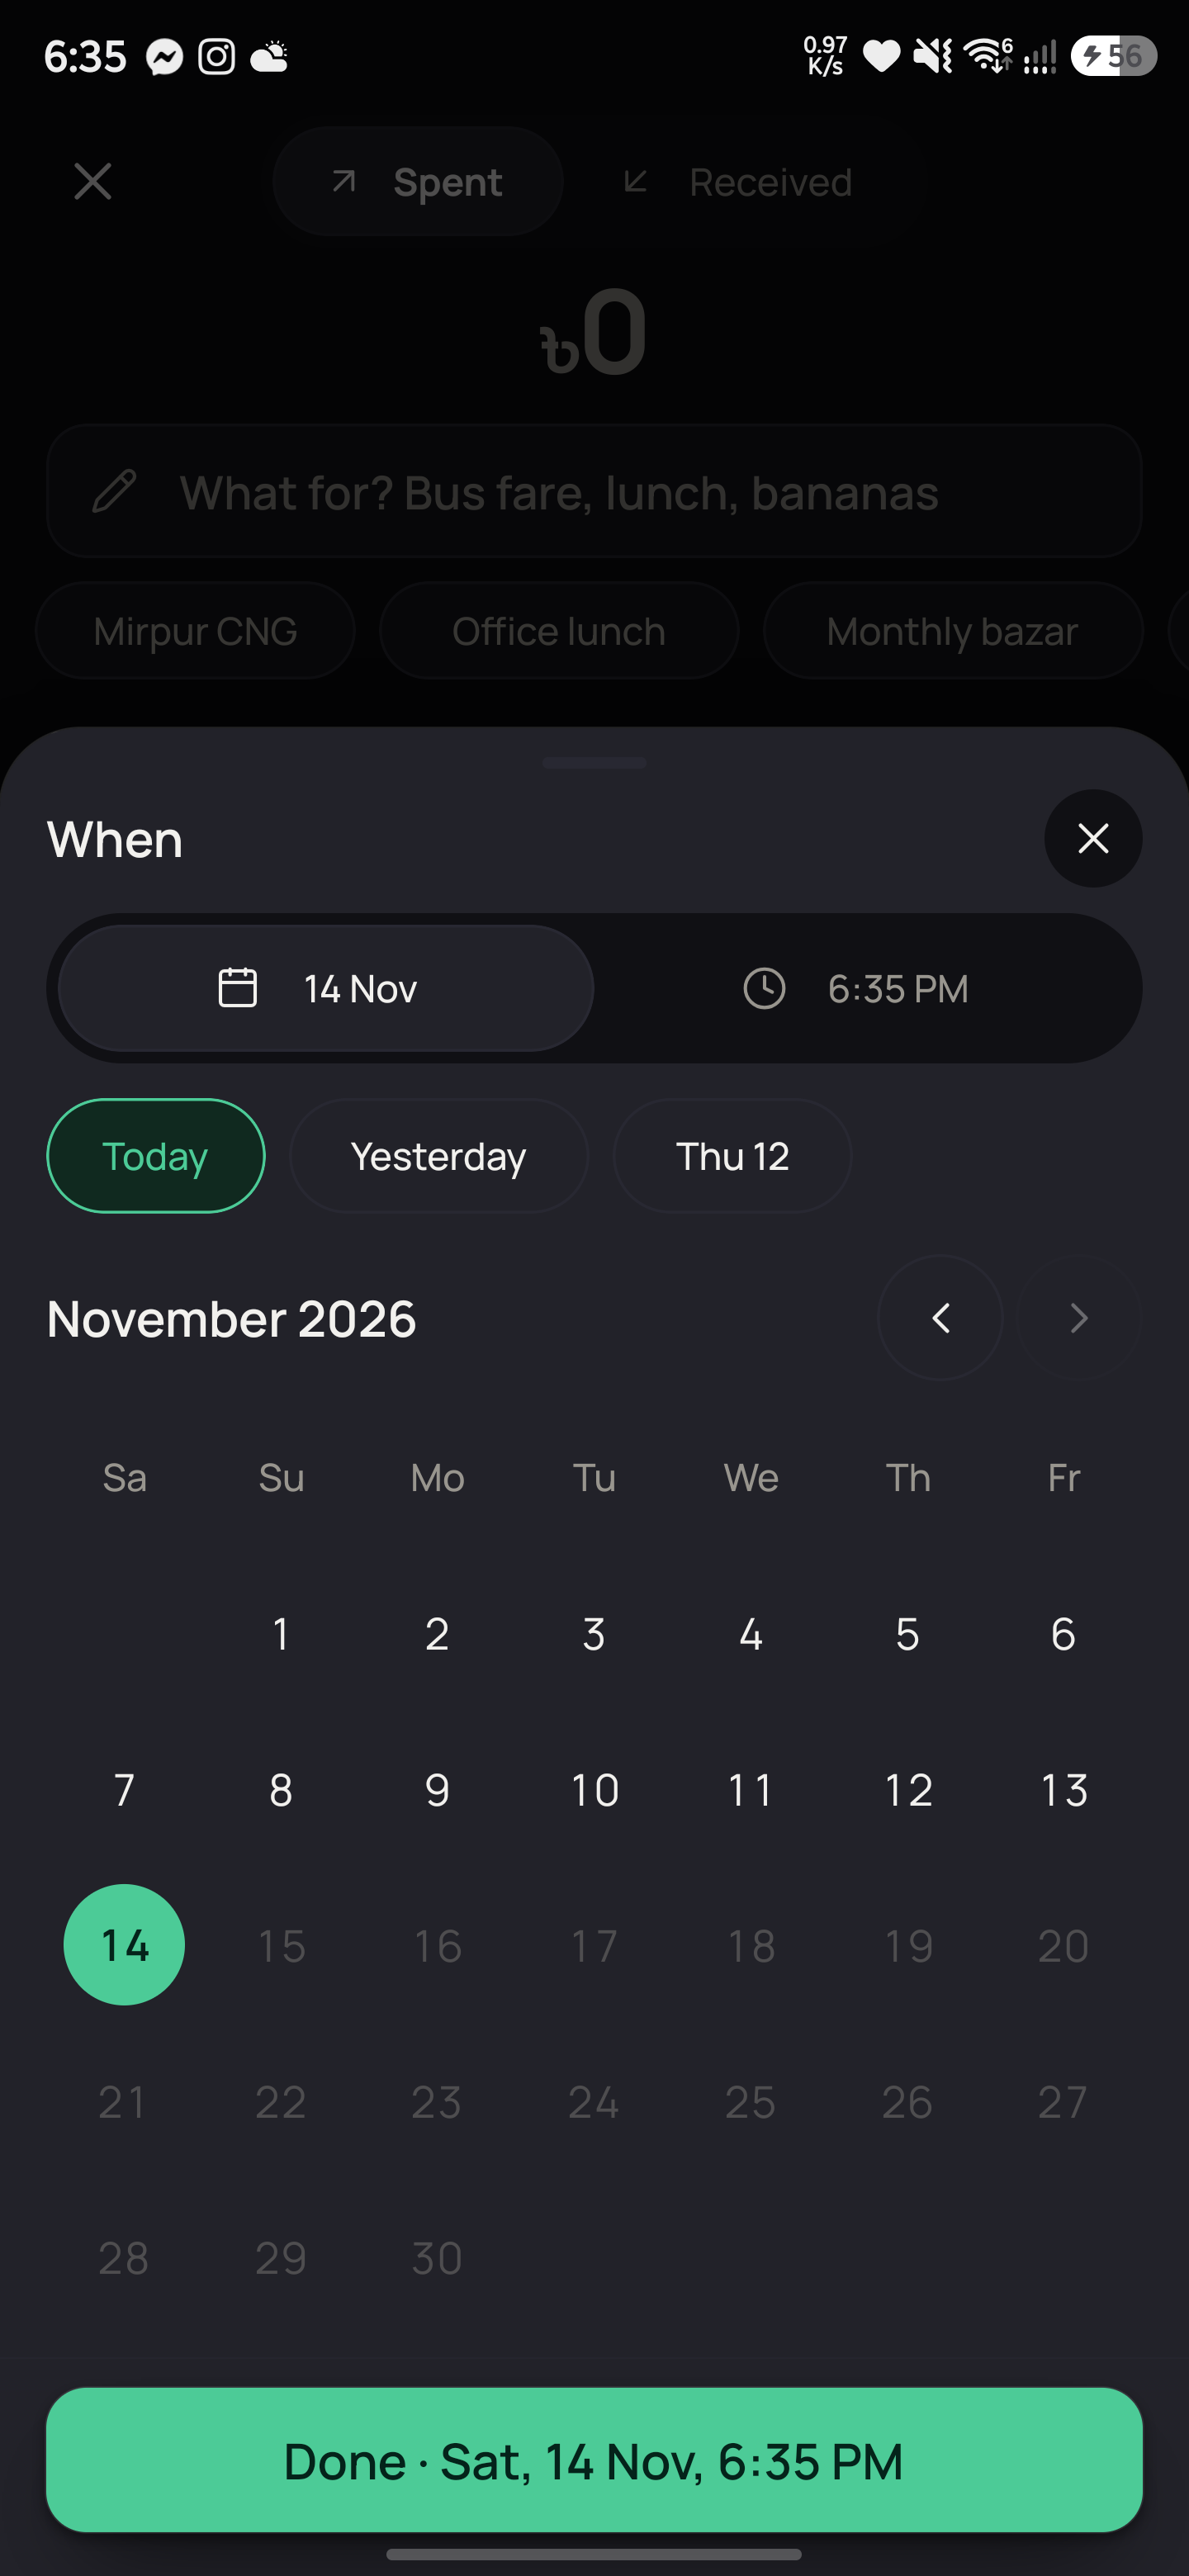 6:35 0.97 K/s 6 56
Spent Received
৳0
What for? Bus fare, lunch, bananas
Mirpur CNG Office lunch Monthly bazar
When
14 Nov 6:35 PM
Today Yesterday Thu 12
November 2026
Sa Su Mo Tu We Th Fr
1 2 3 4 5 6
7 8 9 10 11 12 13
14 15 16 17 18 19 20
21 22 23 24 25 26 27
28 29 30
Done · Sat, 14 Nov, 6:35 PM